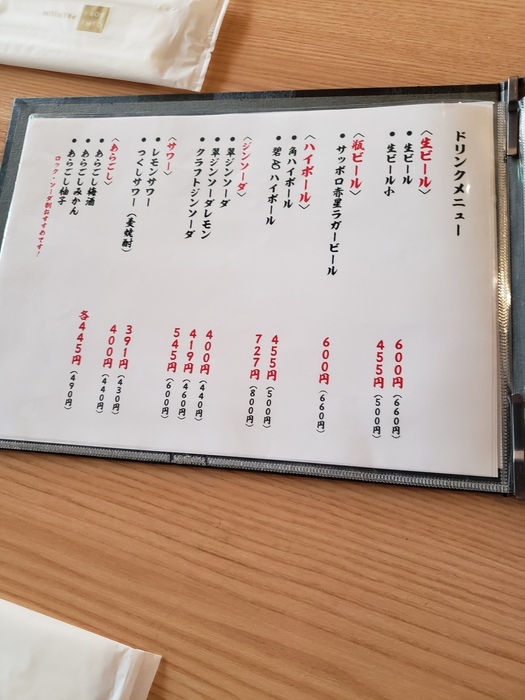 ドリンクメニュー
〈生ビール〉
・生ビール 600円(660円)
・生ビール小 455円(500円)
〈瓶ビール〉
・サッポロ赤星ラガービール 600円(660円)
〈ハイボール〉
・角ハイボール 455円(500円)
・碧Aoハイボール 727円(800円)
〈ジンソーダ〉
・翠ジンソーダ 400円(440円)
・翠ジンソーダレモン 419円(460円)
・クラフトジンソーダ 545円(600円)
〈サワー〉
・レモンサワー 391円(430円)
・つくしサワー(麦焼酎) 400円(440円)
〈あらごし〉
・あらごし梅酒
・あらごしみかん 各445円(490円)
・あらごし柚子
ロック・ソーダ割おすすめです!